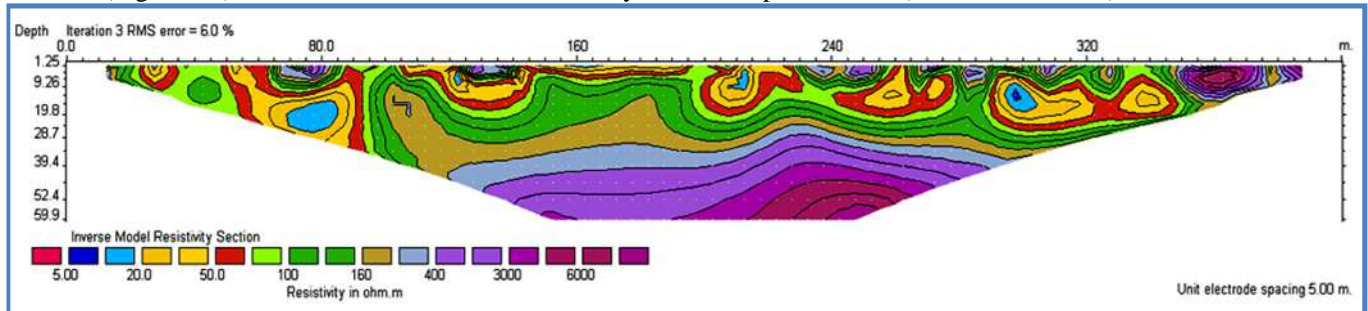 Depth Iteration 3 RMS error = 6.0 %
0.0 80.0 160 240 320 m.
1.25
9.26
19.8
28.7
39.4
52.4
59.9
Inverse Model Resistivity Section
5.00 20.0 50.0 100 160 400 3000 6000
Resistivity in ohm.m
Unit electrode spacing 5.00 m.